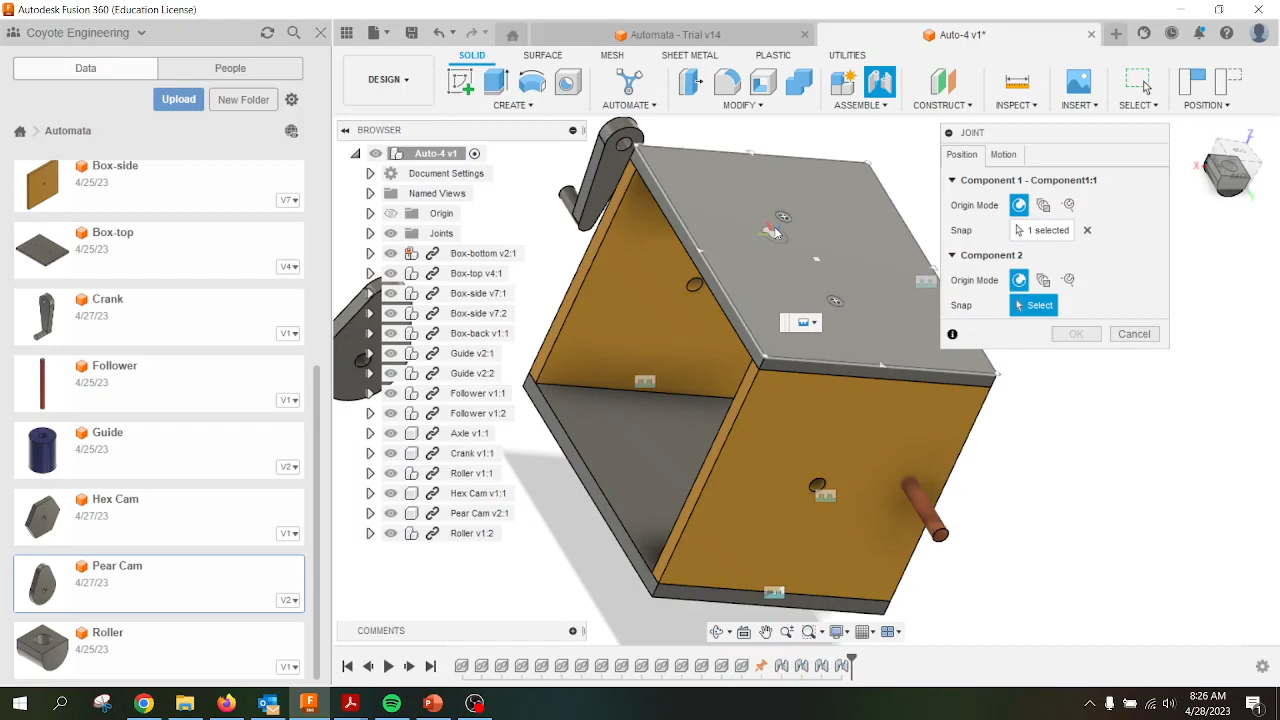 Autodesk Fusion 360 (Education License)
Coyote Engineering
Automata - Trial v14
Auto-4 v1*
Data
People
Upload
New Folder
Automata
Box-side
4/25/23
V7
Box-top
4/25/23
V4
Crank
4/27/23
V1
Follower
4/25/23
V1
Guide
4/25/23
V2
Hex Cam
4/27/23
V1
Pear Cam
4/27/23
V2
Roller
4/25/23
V1
DESIGN
SOLID
SURFACE
MESH
SHEET METAL
PLASTIC
UTILITIES
CREATE
AUTOMATE
MODIFY
ASSEMBLE
CONSTRUCT
INSPECT
INSERT
SELECT
POSITION
BROWSER
Auto-4 v1
Document Settings
Named Views
Origin
Joints
Box-bottom v2:1
Box-top v4:1
Box-side v7:1
Box-side v7:2
Box-back v1:1
Guide v2:1
Guide v2:2
Follower v1:1
Follower v1:2
Axle v1:1
Crank v1:1
Roller v1:1
Hex Cam v1:1
Pear Cam v2:1
Roller v1:2
JOINT
Position
Motion
Component 1 - Component1:1
Origin Mode
Snap
1 selected
Component 2
Origin Mode
Snap
Select
OK
Cancel
Z
X
Y
COMMENTS
8:26 AM
4/28/2023